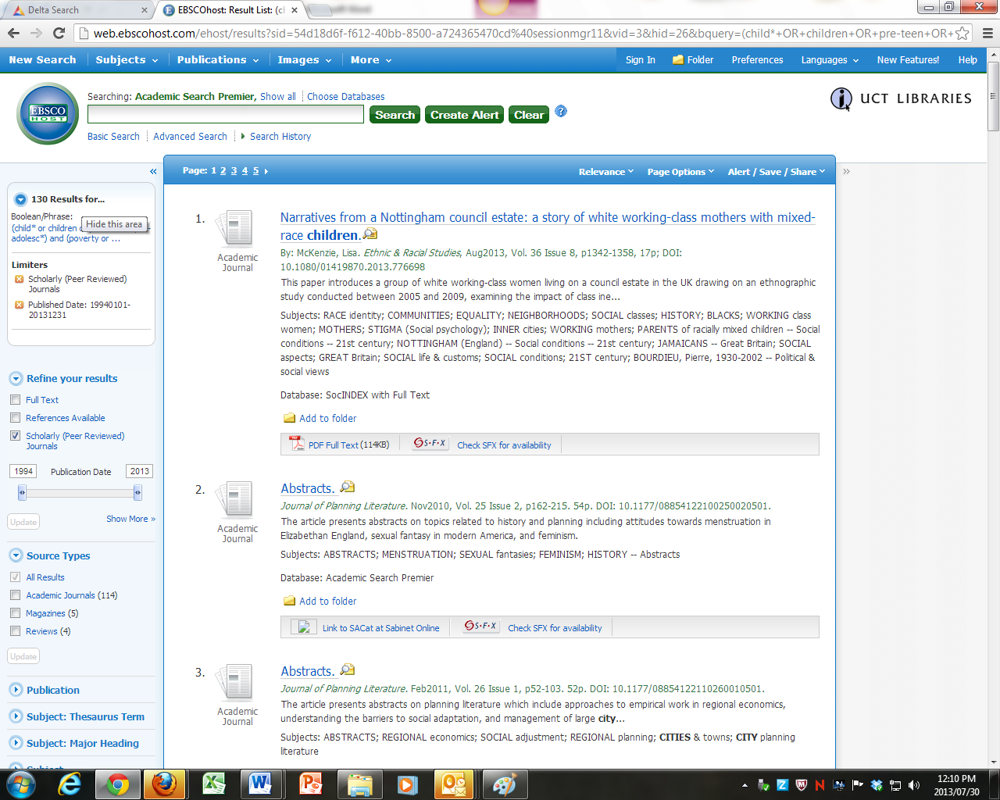 Delta Search
EBSCOhost: Result List: (ch
web.ebscohost.com/ehost/results?sid=54d18d6f-f612-40bb-8500-a724365470cd%40sessionmgr11&vid=3&hid=26&bquery=(child*+OR+children+OR+pre-teen+OR+
New Search Subjects Publications Images More Sign In Folder Preferences Languages New Features! Help
EBSCO
HOST
Searching: Academic Search Premier, Show all Choose Databases
Search Create Alert Clear ?
Basic Search Advanced Search Search History
i UCT LIBRARIES
«
Page: 1 2 3 4 5
Relevance Page Options Alert / Save / Share
»
130 Results for...
Boolean/Phrase:
(child* or children
adolesc*) and (poverty or ...
Hide this area
Limiters
Scholarly (Peer Reviewed)
Journals
Published Date: 19940101-
20131231
Refine your results
Full Text
References Available
Scholarly (Peer Reviewed)
Journals
1994 Publication Date 2013
Update
Show More »
Source Types
All Results
Academic Journals (114)
Magazines (5)
Reviews (4)
Update
Publication
Subject: Thesaurus Term
Subject: Major Heading
Subject
1.
Academic
Journal
Narratives from a Nottingham council estate: a story of white working-class mothers with mixed-
race children.
By: McKenzie, Lisa. Ethnic & Racial Studies, Aug2013, Vol. 36 Issue 8, p1342-1358, 17p; DOI:
10.1080/01419870.2013.776698
This paper introduces a group of white working-class women living on a council estate in the UK drawing on an ethnographic
study conducted between 2005 and 2009, examining the impact of class ine...
Subjects: RACE identity; COMMUNITIES; EQUALITY; NEIGHBORHOODS; SOCIAL classes; HISTORY; BLACKS; WORKING class
women; MOTHERS; STIGMA (Social psychology); INNER cities; WORKING mothers; PARENTS of racially mixed children -- Social
conditions -- 21st century; NOTTINGHAM (England) -- Social conditions -- 21st century; JAMAICANS -- Great Britain; SOCIAL
aspects; GREAT Britain; SOCIAL life & customs; SOCIAL conditions; 21ST century; BOURDIEU, Pierre, 1930-2002 -- Political &
social views
Database: SocINDEX with Full Text
Add to folder
PDF Full Text (114KB) S·F·X Check SFX for availability
2.
Academic
Journal
Abstracts.
Journal of Planning Literature. Nov2010, Vol. 25 Issue 2, p162-215. 54p. DOI: 10.1177/08854122100250020501.
The article presents abstracts on topics related to history and planning including attitudes towards menstruation in
Elizabethan England, sexual fantasy in modern America, and feminism.
Subjects: ABSTRACTS; MENSTRUATION; SEXUAL fantasies; FEMINISM; HISTORY -- Abstracts
Database: Academic Search Premier
Add to folder
Link to SACat at Sabinet Online S·F·X Check SFX for availability
3.
Academic
Journal
Abstracts.
Journal of Planning Literature. Feb2011, Vol. 26 Issue 1, p52-103. 52p. DOI: 10.1177/08854122110260010501.
The article presents abstracts on planning literature which include approaches to empirical work in regional economics,
understanding the barriers to social adaptation, and management of large city...
Subjects: ABSTRACTS; REGIONAL economics; SOCIAL adjustment; REGIONAL planning; CITIES & towns; CITY planning
literature
12:10 PM
2013/07/30